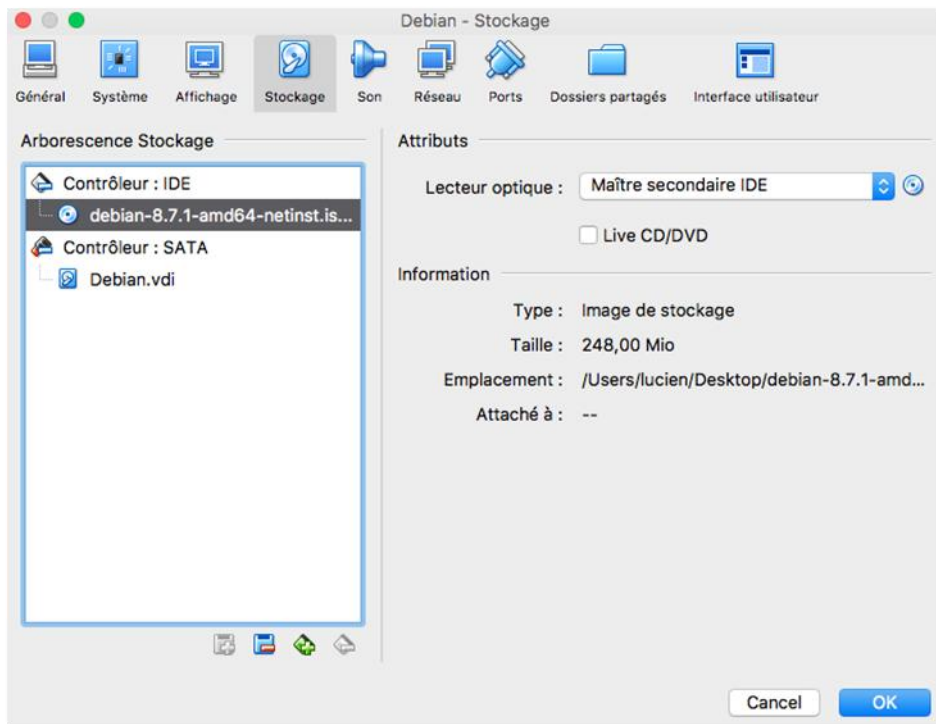 Debian - Stockage
Général Système Affichage Stockage Son Réseau Ports Dossiers partagés Interface utilisateur
Arborescence Stockage
Contrôleur : IDE
debian-8.7.1-amd64-netinst.is...
Contrôleur : SATA
Debian.vdi
Attributs
Lecteur optique : Maître secondaire IDE
Live CD/DVD
Information
Type : Image de stockage
Taille : 248,00 Mio
Emplacement : /Users/lucien/Desktop/debian-8.7.1-amd...
Attaché à : --
Cancel OK